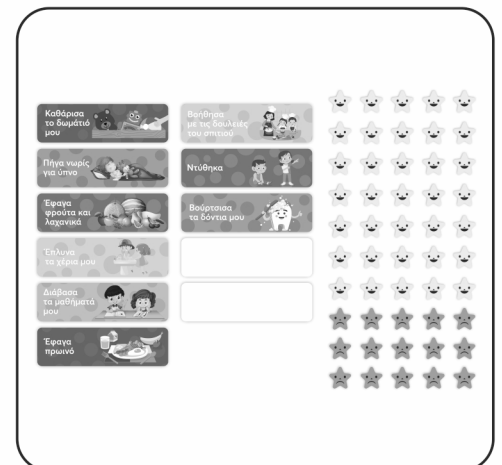 Καθάρισα
το δωμάτιό
μου
Πήγα νωρίς
για ύπνο
Έφαγα
φρούτα και
λαχανικά
Έπλυνα
τα χέρια μου
Διάβασα
τα μαθήματά
μου
Έφαγα
πρωινό
Βοήθησα
με τις δουλειές
του σπιτιού
Ντύθηκα
Βούρτσισα
τα δόντια μου